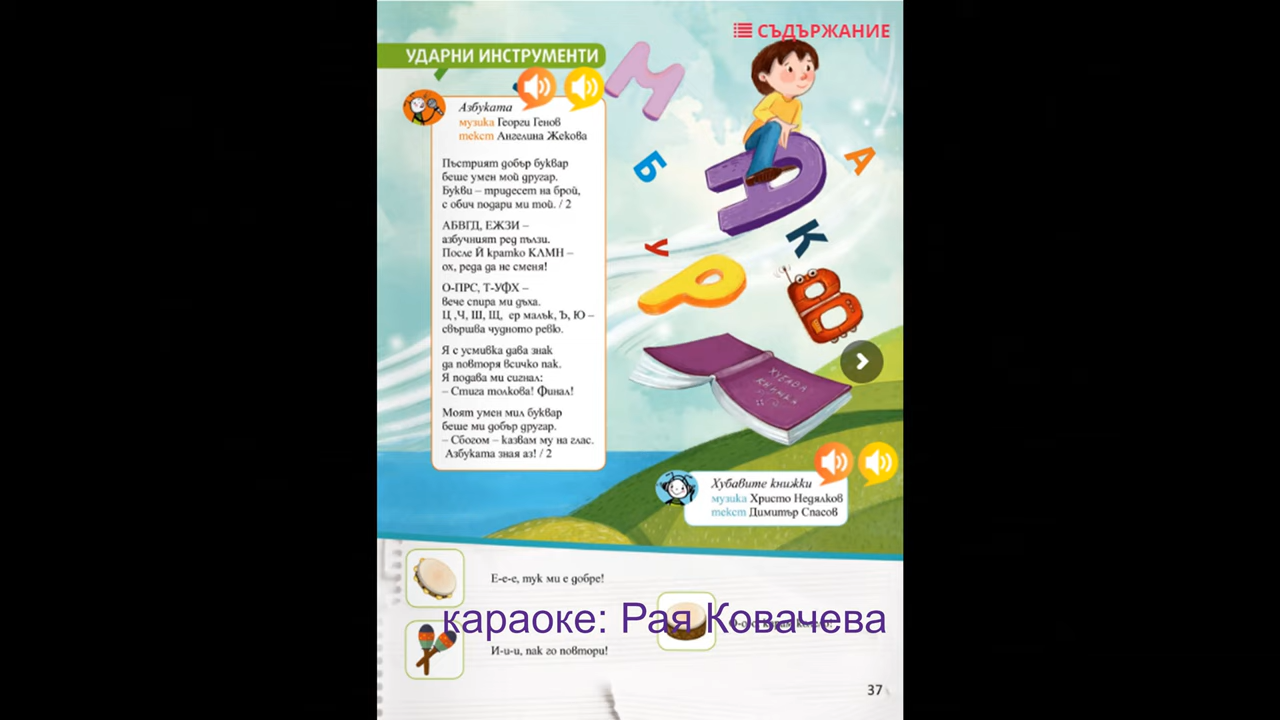 СЪДЪРЖАНИЕ
УДАРНИ ИНСТРУМЕНТИ
Азбуката
музика Георги Генов
текст Ангелина Жекова
Пъстрият добър буквар
беше умен мой другар.
Букви – тридесет на брой,
с обич подари ми той. / 2
АБВГД, ЕЖЗИ –
азбучният ред пълзи.
После Й кратко КЛМН –
ох, реда да не сменя!
О-ПРС, Т-УФХ –
вече спира ми дъха.
Ц ,Ч, Ш, Щ, ер малък, Ъ, Ю –
свършва чудното ревю.
Я с усмивка дава знак
да повторя всичко пак.
Я подава ми сигнал:
– Стига толкова! Финал!
Моят умен мил буквар
беше ми добър другар.
– Сбогом – казвам му на глас.
Азбуката зная аз! / 2
М
Б
А
У
К
Р
В
ХУБАВА
КНИЖКА
Хубавите книжки
музика Христо Недялков
текст Димитър Спасов
Е-е-е, тук ми е добре!
караоке: Рая Ковачева
И-и-и, пак го повтори!
37